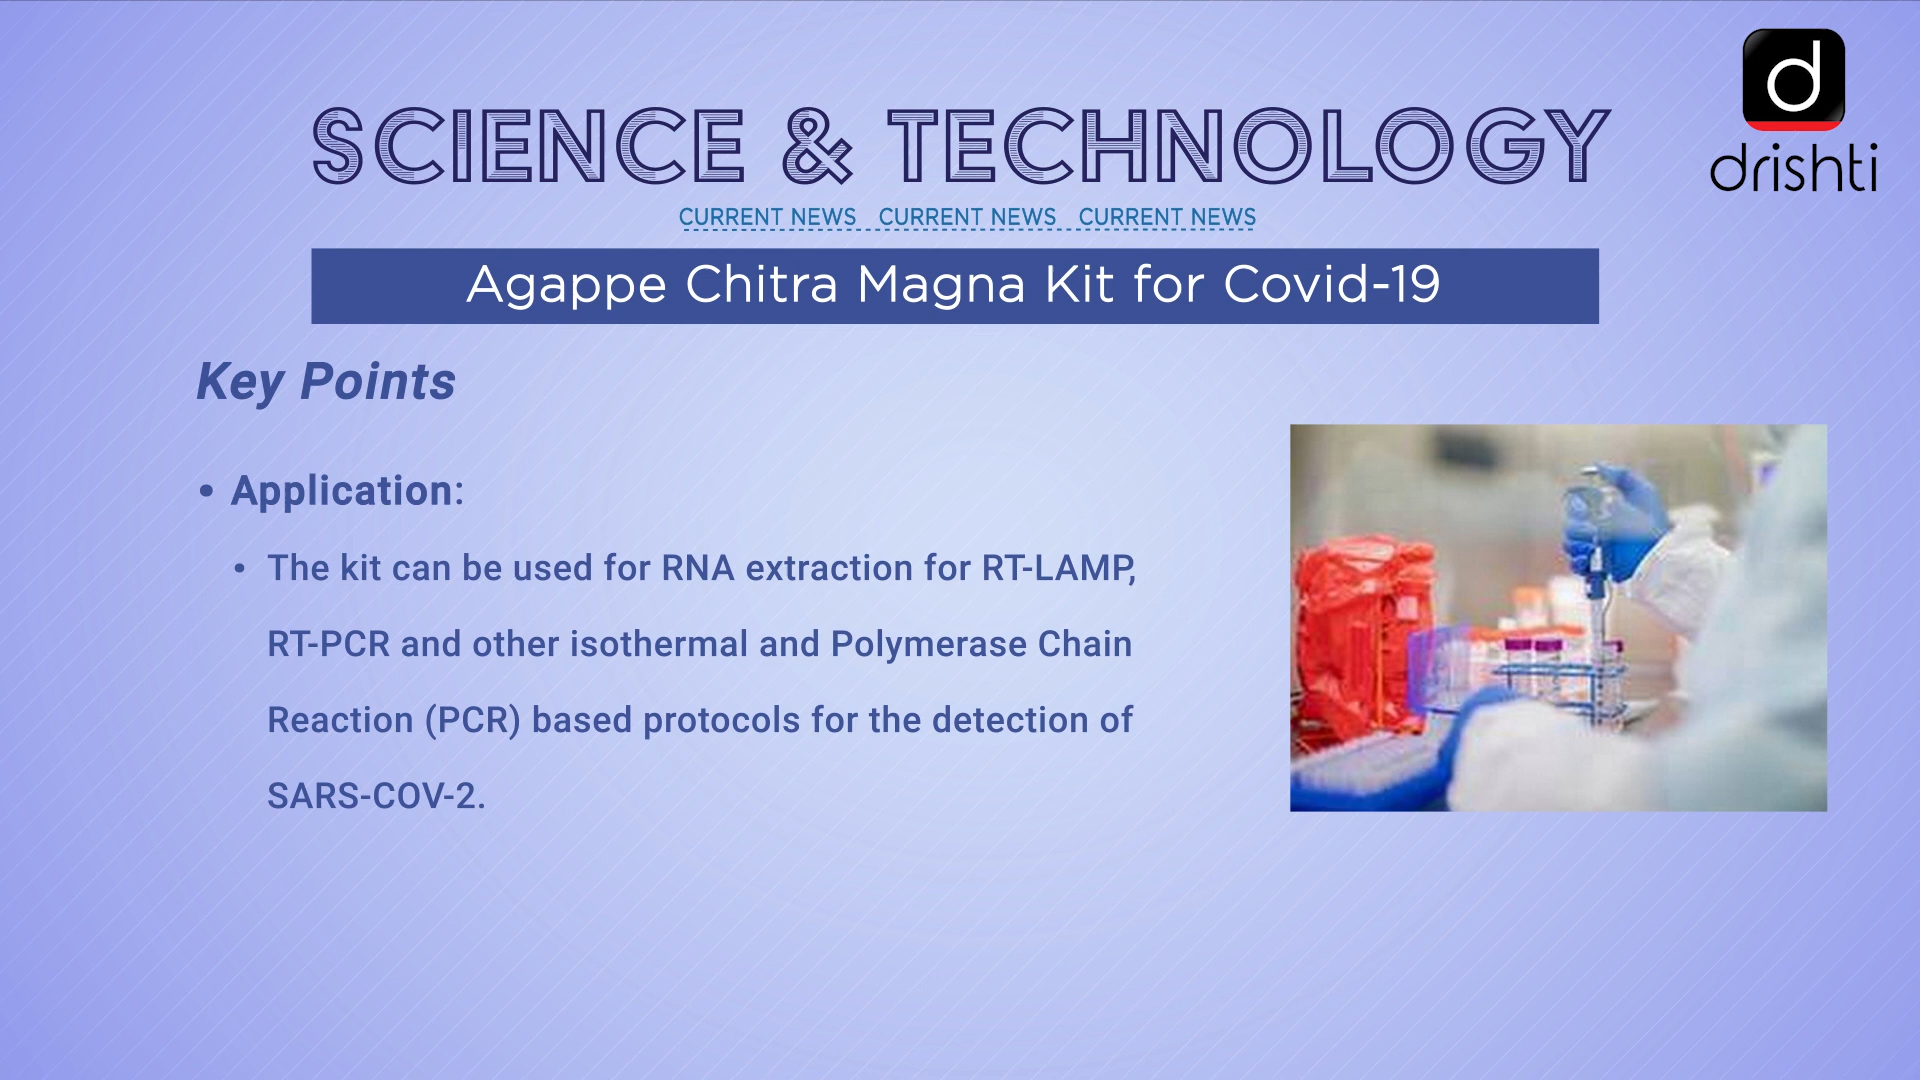 SCIENCE & TECHNOLOGY
d
drishti
CURRENT NEWS CURRENT NEWS CURRENT NEWS
Agappe Chitra Magna Kit for Covid-19
Key Points
• Application:
• The kit can be used for RNA extraction for RT-LAMP,
RT-PCR and other isothermal and Polymerase Chain
Reaction (PCR) based protocols for the detection of
SARS-COV-2.